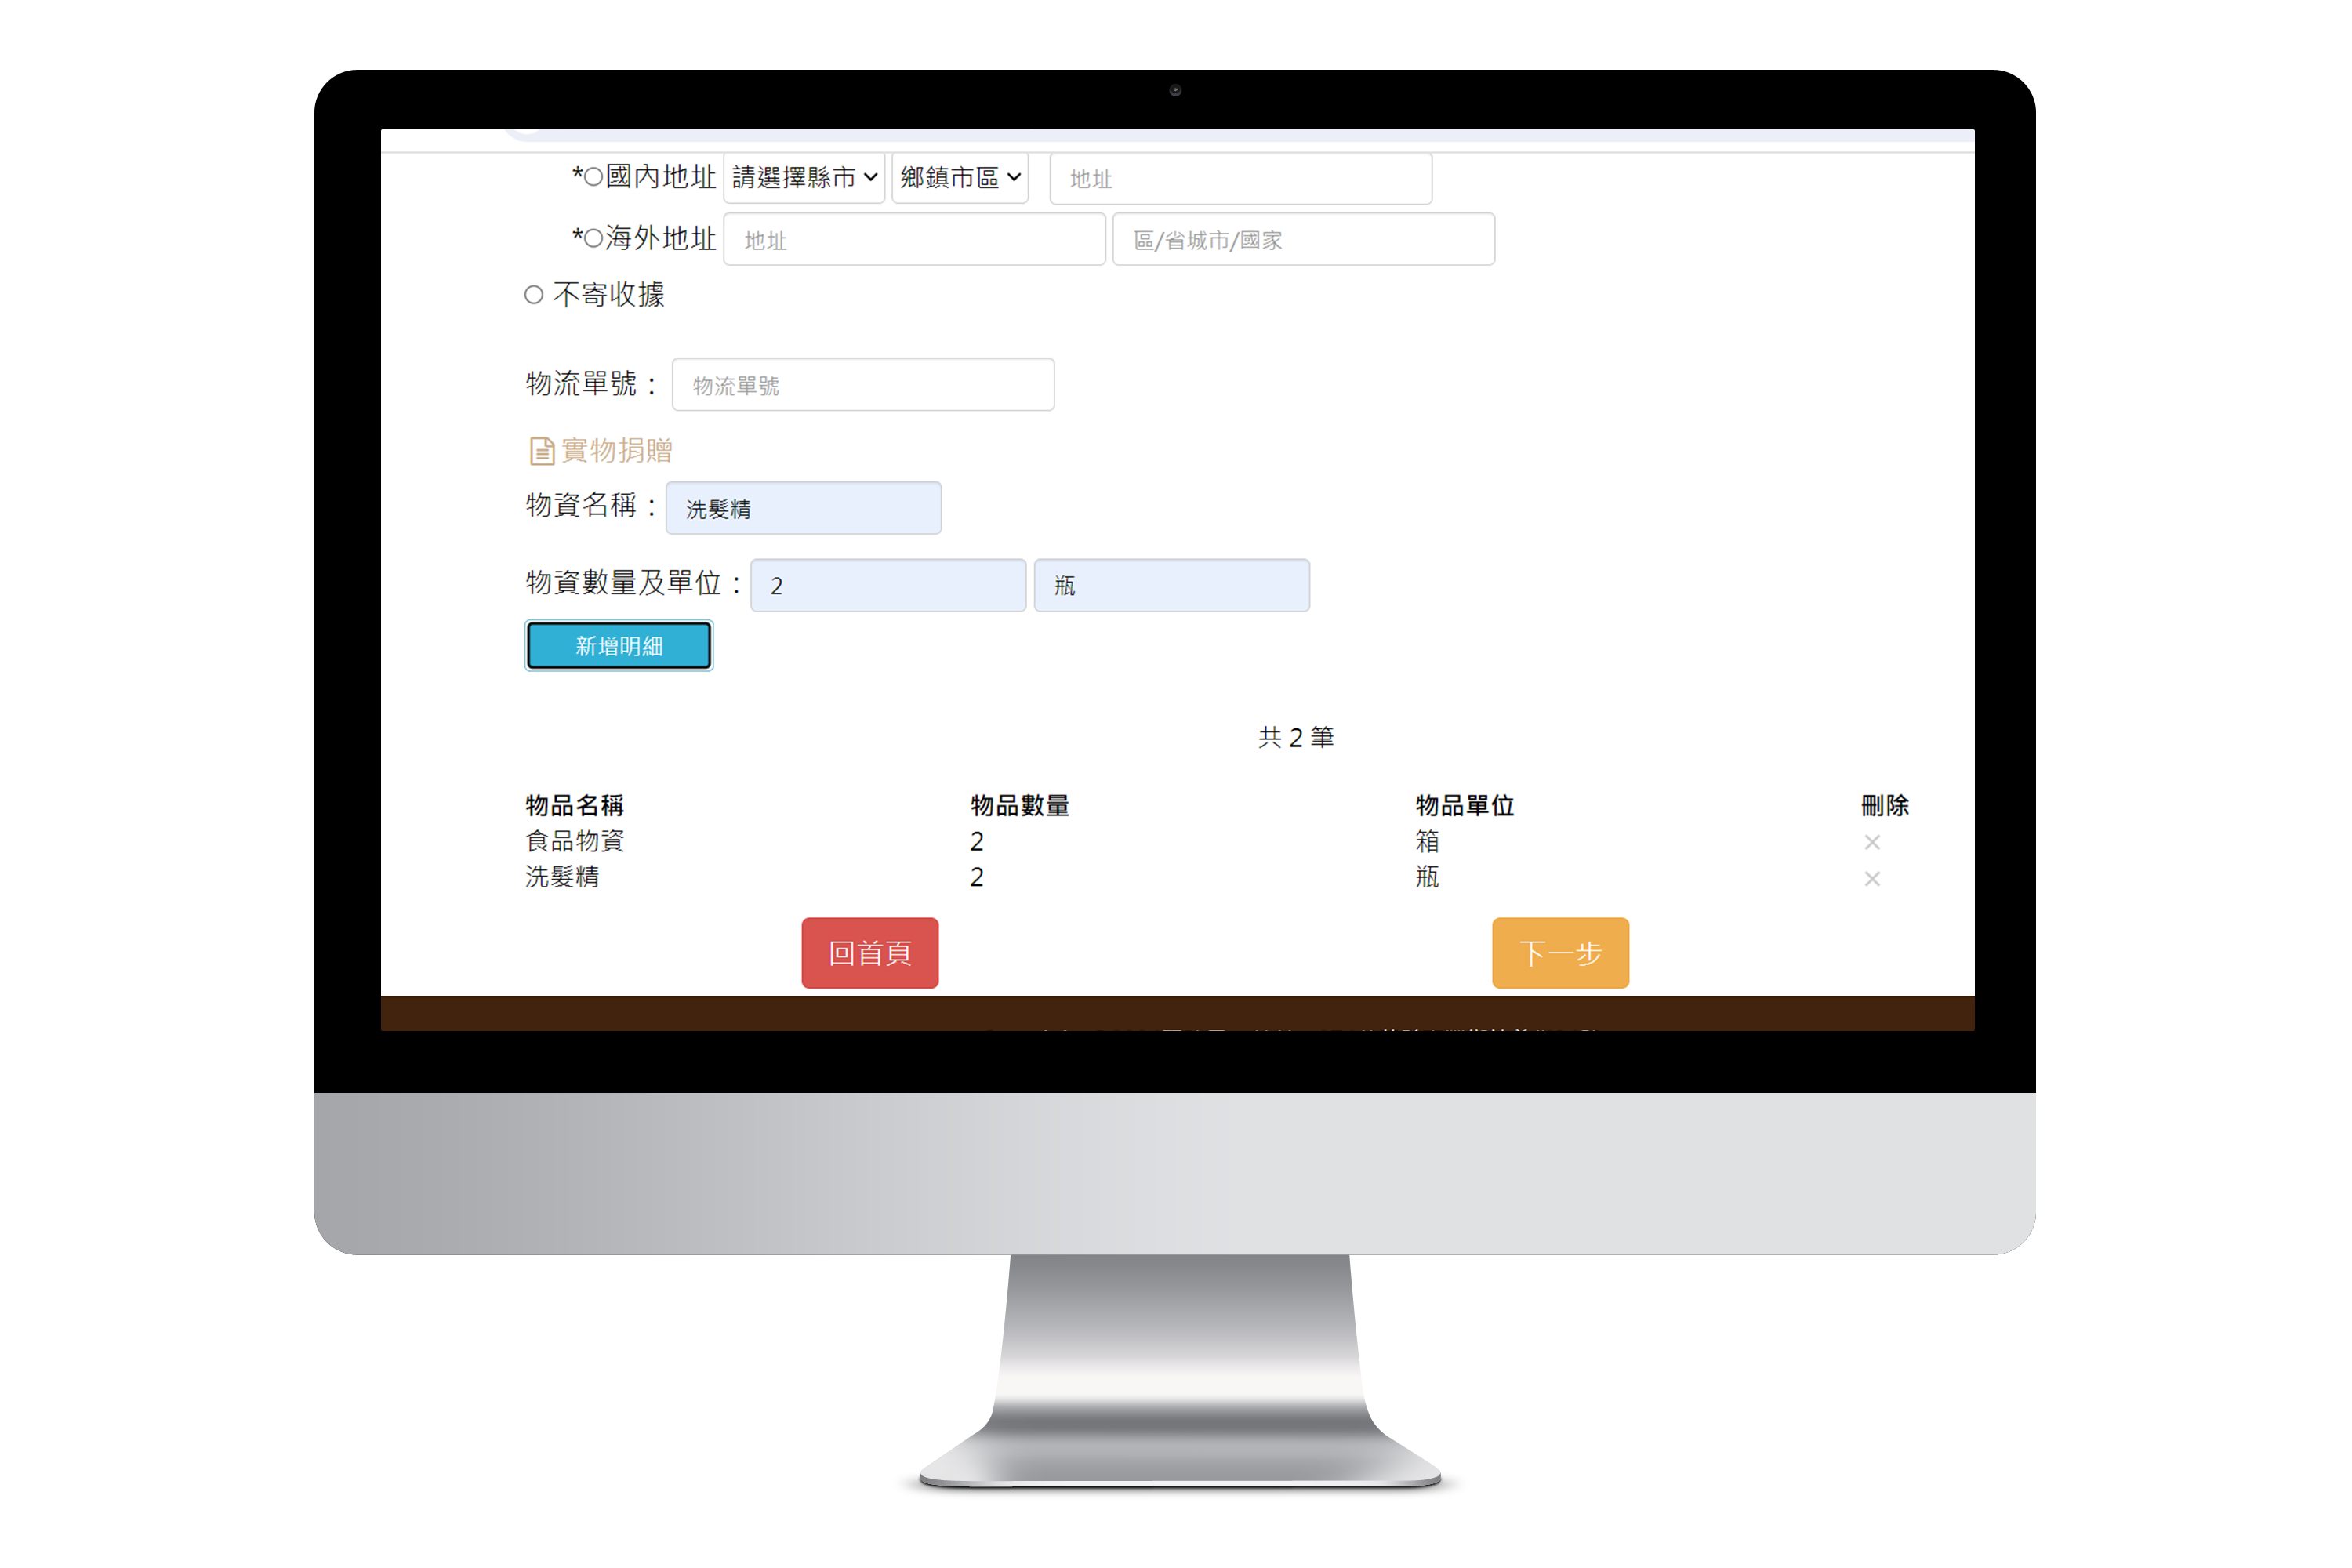 *國內地址 請選擇縣市 鄉鎮市區 地址
*海外地址 地址 區/省城市/國家
不寄收據
物流單號： 物流單號
實物捐贈
物資名稱： 洗髮精
物資數量及單位： 2 瓶
新增明細
共 2 筆
物品名稱 物品數量 物品單位 刪除
食品物資 2 箱 ×
洗髮精 2 瓶 ×
回首頁 下一步